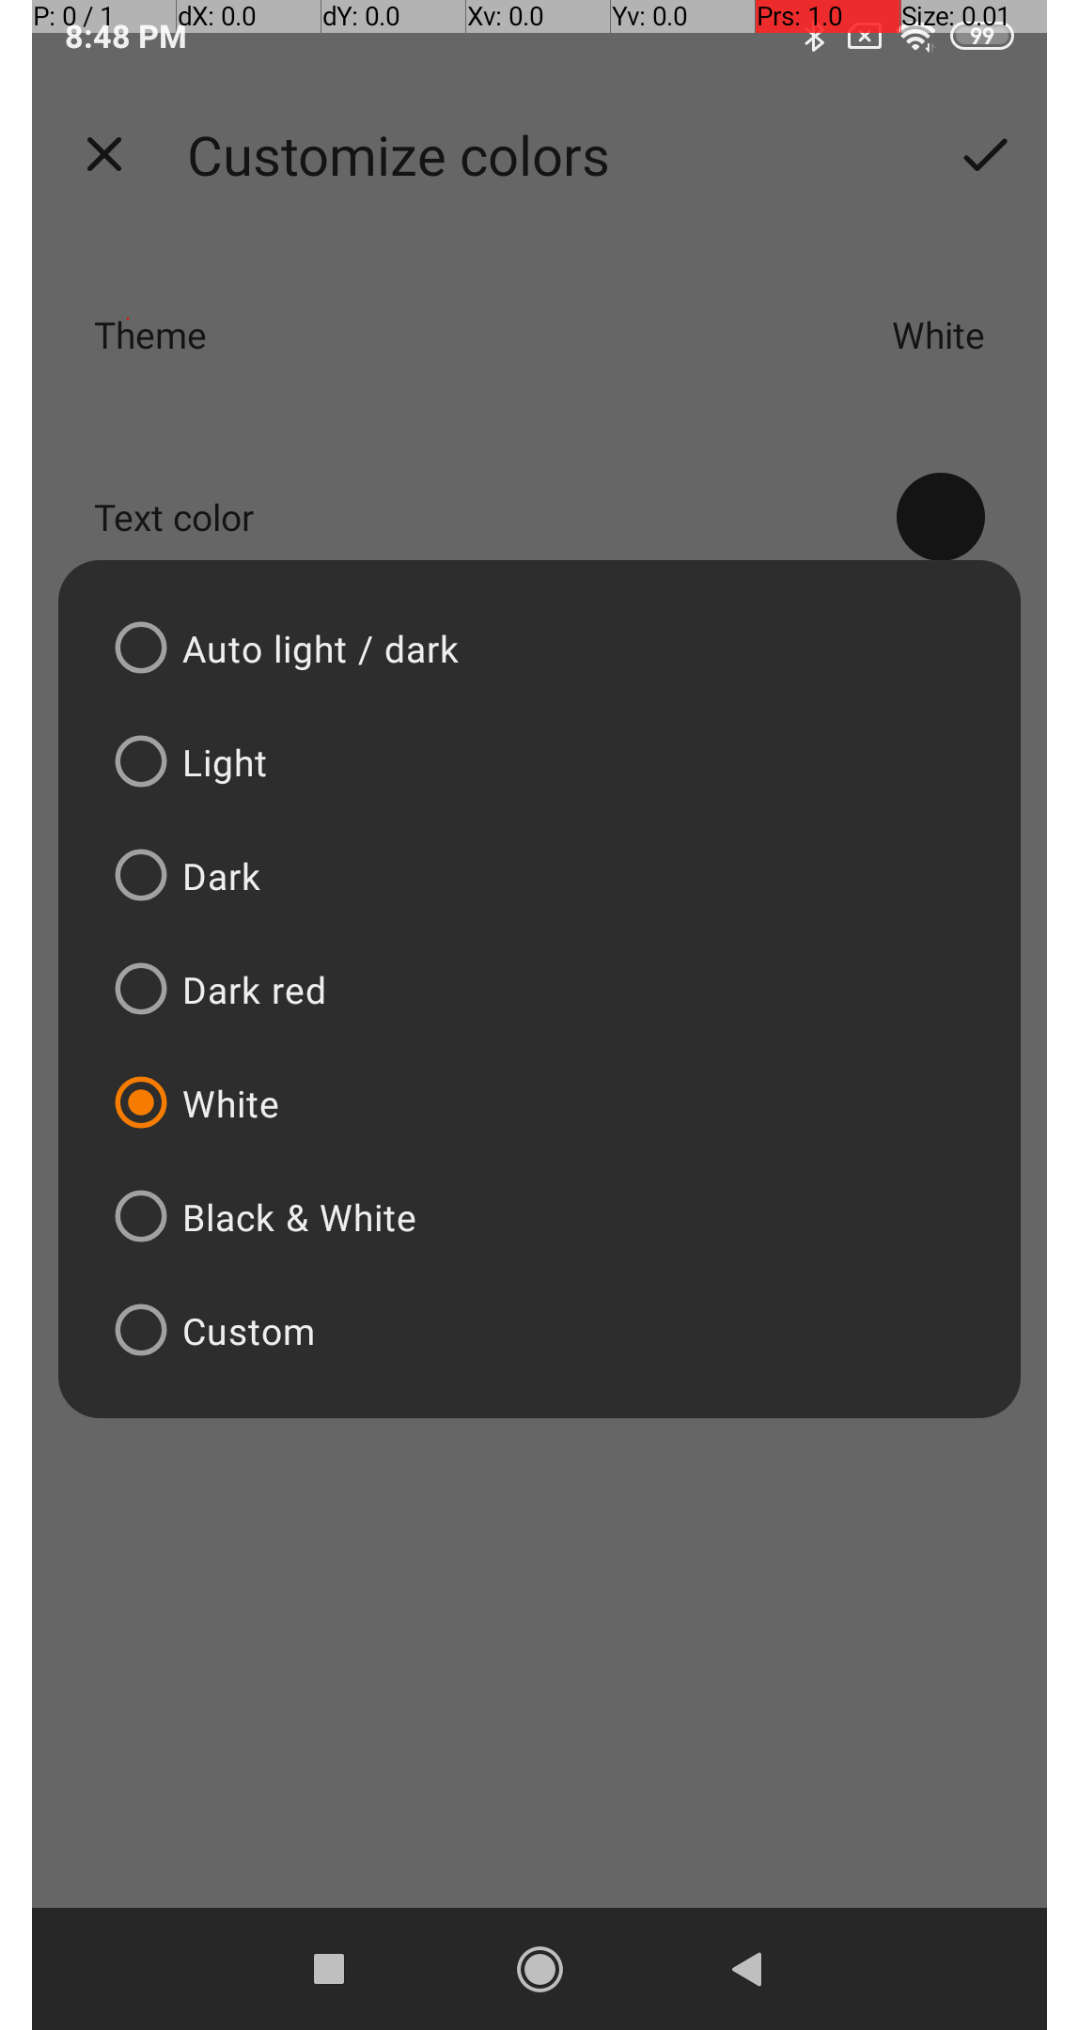 P: 0 / 1 dX: 0.0 dY: 0.0 Xv: 0.0 Yv: 0.0 Prs: 1.0 Size: 0.01
8:48 PM 99
Customize colors
Theme White
Text color
Auto light / dark
Light
Dark
Dark red
White
Black & White
Custom